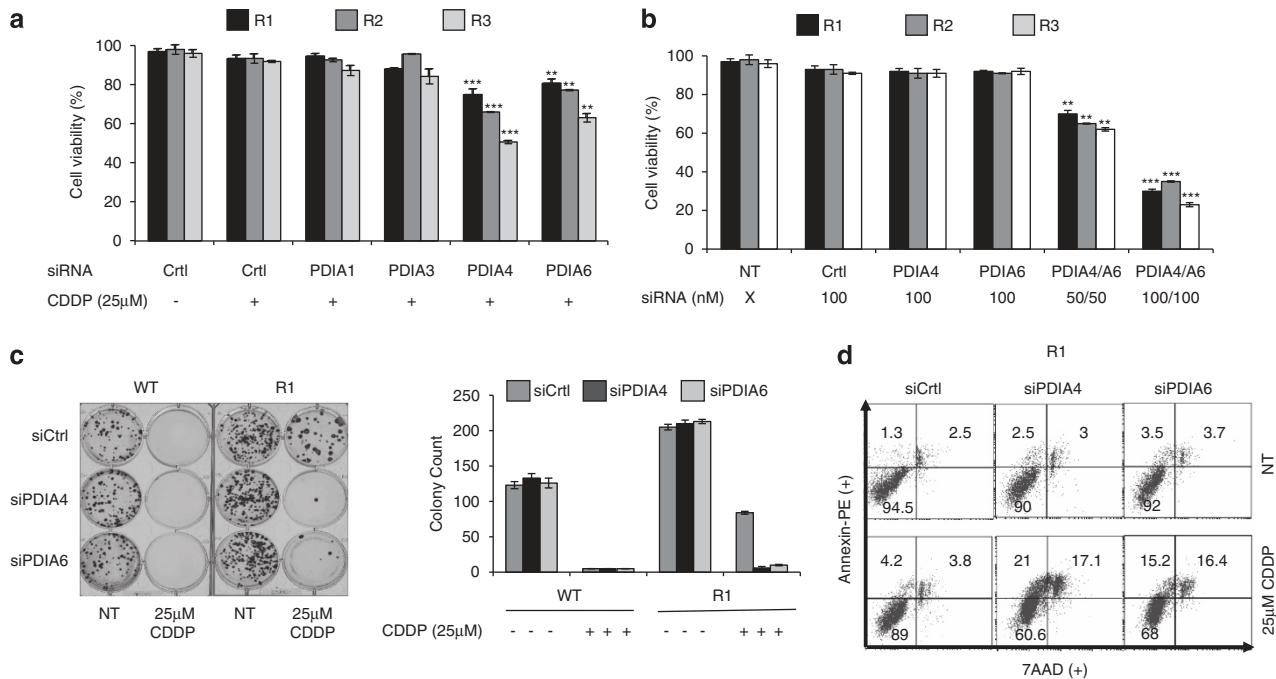 a
R1 R2 R3
Cell viability (%)
100
80
60
40
20
0
*** *** *** ** ** **
siRNA Crtl Crtl PDIA1 PDIA3 PDIA4 PDIA6
CDDP (25μM) - + + + + +
b
R1 R2 R3
Cell viability (%)
100
80
60
40
20
0
** ** ** *** *** ***
NT Crtl PDIA4 PDIA6 PDIA4/A6 PDIA4/A6
siRNA (nM) X 100 100 100 50/50 100/100
c
WT R1
siCtrl
siPDIA4
siPDIA6
NT 25μM CDDP NT 25μM CDDP
siCrtl siPDIA4 siPDIA6
Colony Count
250
200
150
100
50
0
WT R1
CDDP (25μM) - - - + + + - - - + + +
d
R1
siCrtl siPDIA4 siPDIA6
1.3 2.5 2.5 3 3.5 3.7
94.5 90 92
NT
4.2 3.8 21 17.1 15.2 16.4
89 60.6 68
25μM CDDP
Annexin-PE (+)
7AAD (+)